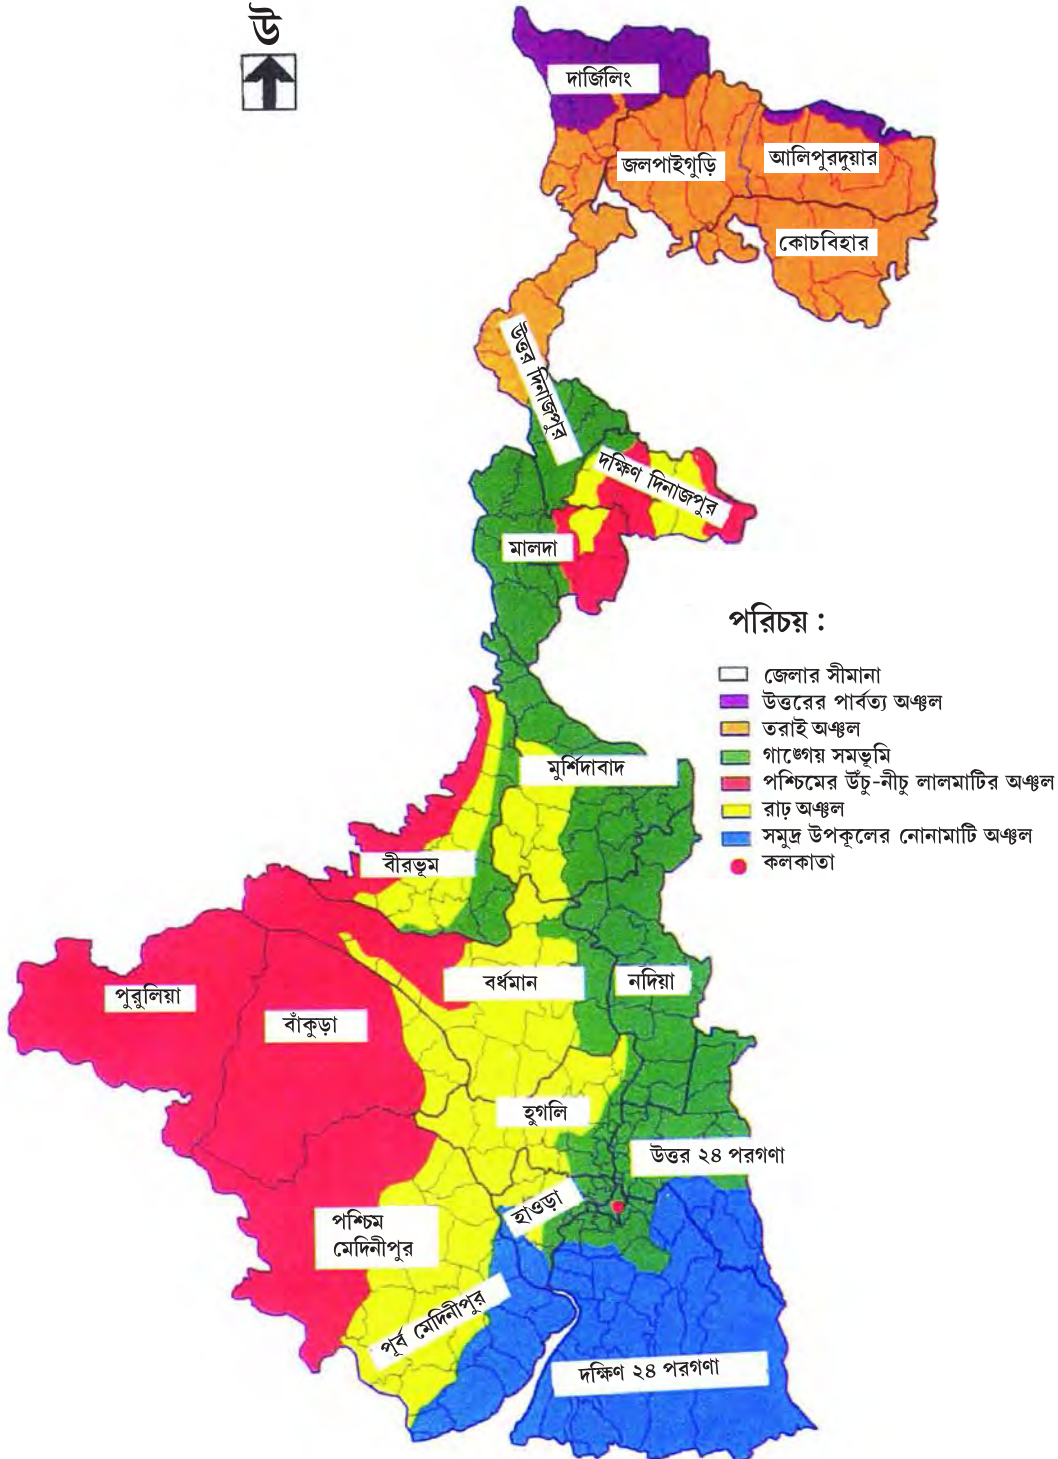 উ
দার্জিলিং
জলপাইগুড়ি
আলিপুরদুয়ার
কোচবিহার
উত্তর দিনাজপুর
দক্ষিণ দিনাজপুর
মালদা
পরিচয় :
জেলার সীমানা
উত্তরের পার্বত্য অঞ্চল
তরাই অঞ্চল
গাঙ্গেয় সমভূমি
পশ্চিমের উঁচু-নীচু লালমাটির অঞ্চল
রাঢ় অঞ্চল
সমুদ্র উপকূলের নোনামাটি অঞ্চল
কলকাতা
মুর্শিদাবাদ
বীরভূম
বর্ধমান
নদিয়া
পুরুলিয়া
বাঁকুড়া
হুগলি
উত্তর ২৪ পরগণা
হাওড়া
পশ্চিম
মেদিনীপুর
পূর্ব মেদিনীপুর
দক্ষিণ ২৪ পরগণা